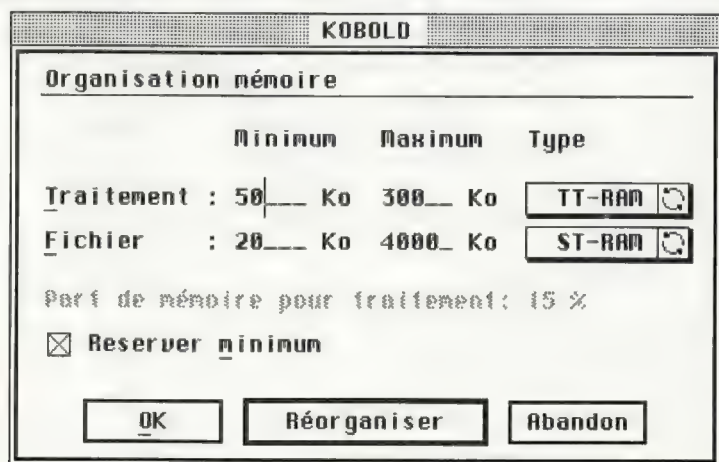 KOBOLD
Organisation mémoire
Minimum Maximum Type
Traitement : 50___ Ko 300__ Ko TT-RAM
Fichier : 20___ Ko 4000_ Ko ST-RAM
Part de mémoire pour traitement: 15 %
Reserver minimum
OK Réorganiser Abandon